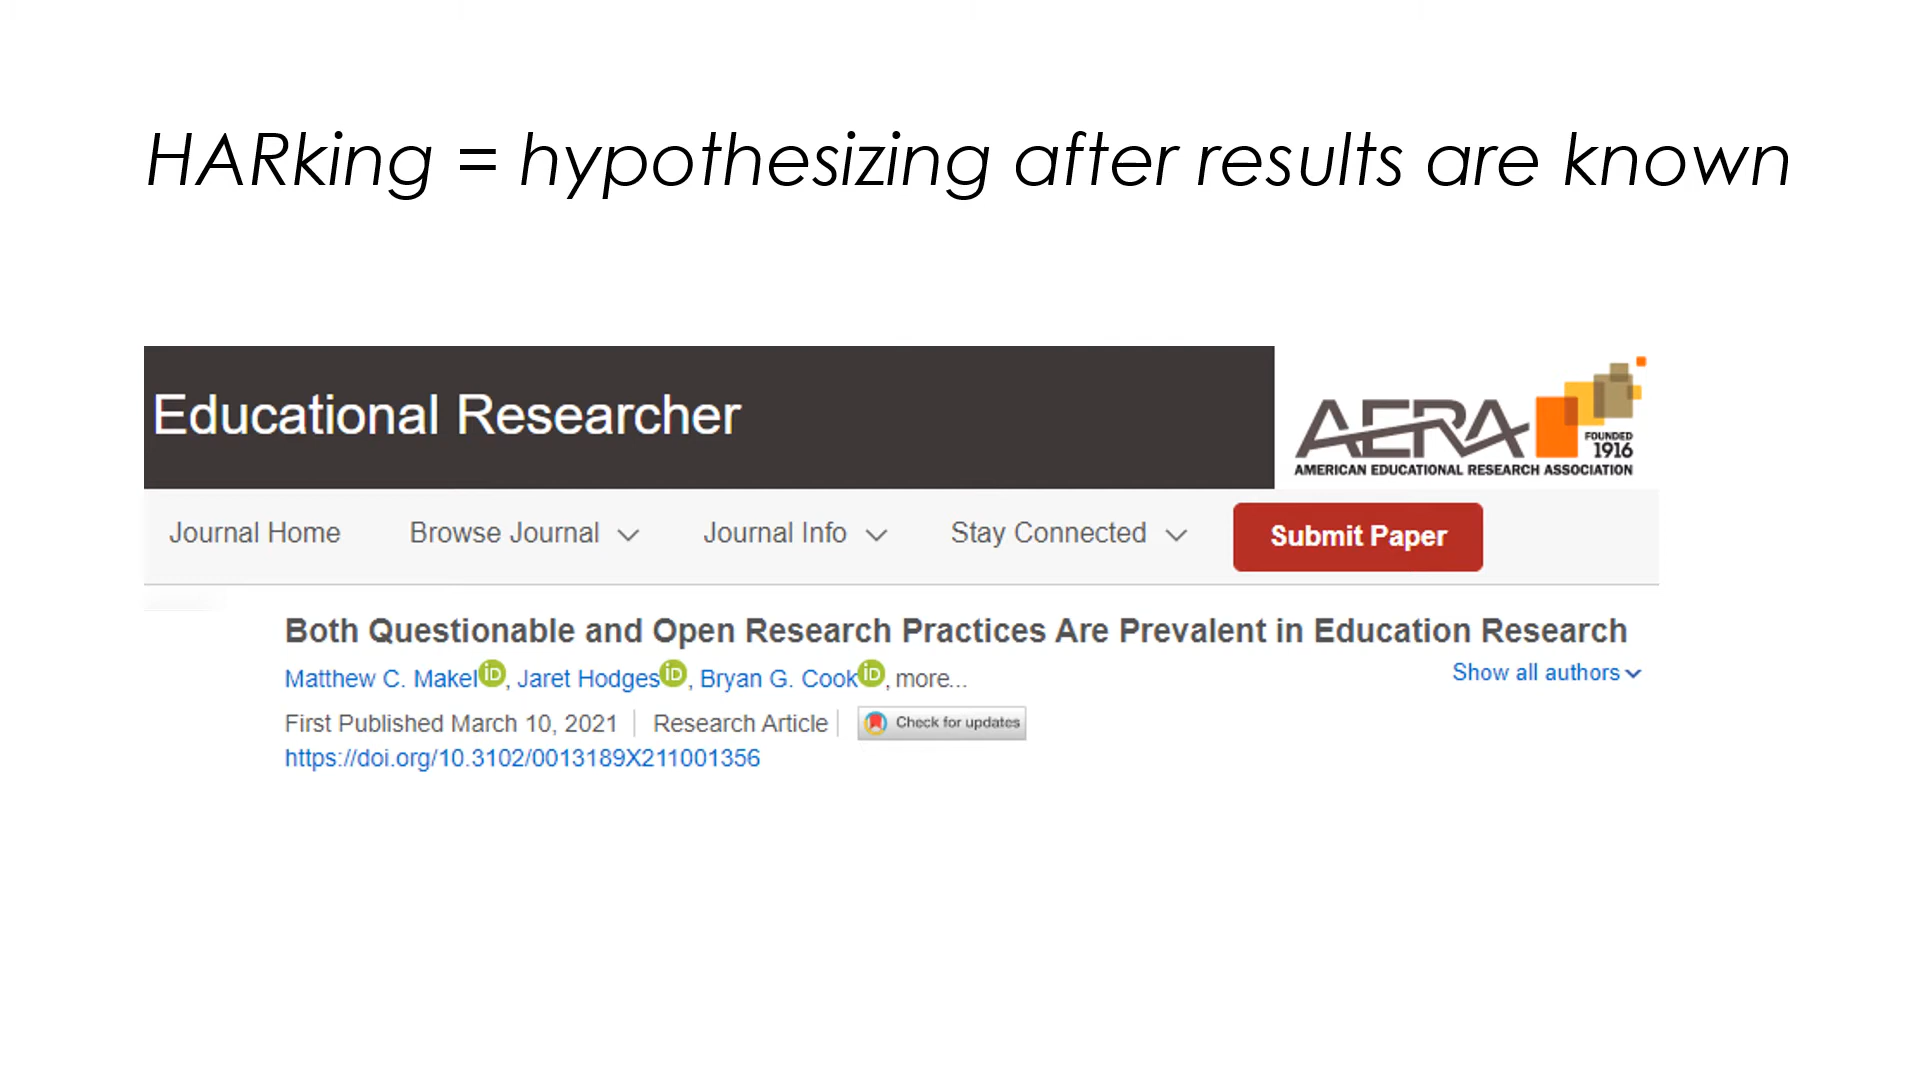 HARking = hypothesizing after results are known
Educational Researcher
AERA
FOUNDED
1916
AMERICAN EDUCATIONAL RESEARCH ASSOCIATION
Journal Home Browse Journal Journal Info Stay Connected Submit Paper
Both Questionable and Open Research Practices Are Prevalent in Education Research
Matthew C. Makel iD, Jaret Hodges iD, Bryan G. Cook iD, more... Show all authors
First Published March 10, 2021 | Research Article | Check for updates
https://doi.org/10.3102/0013189X211001356